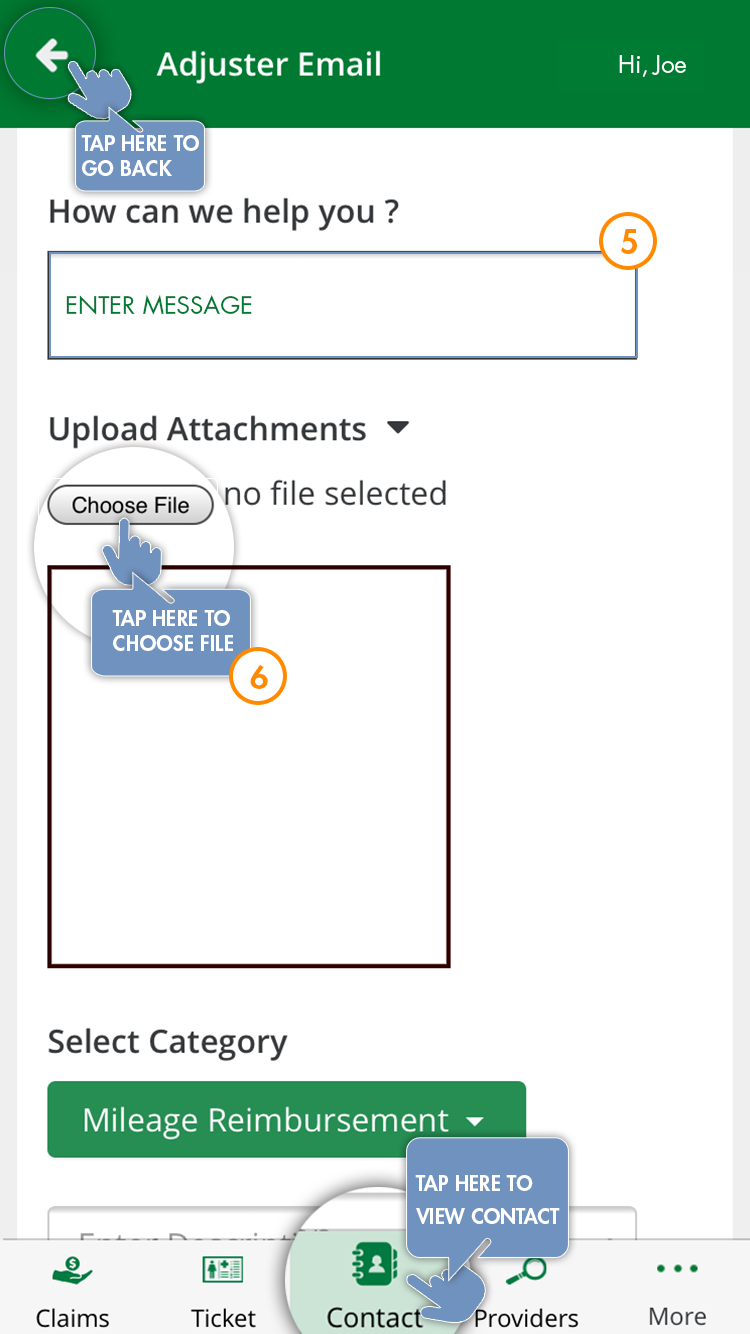 Adjuster Email
Hi, Joe
TAP HERE TO
GO BACK
How can we help you ?
5
ENTER MESSAGE
Upload Attachments
Choose File
no file selected
TAP HERE TO
CHOOSE FILE
6
Select Category
Mileage Reimbursement
TAP HERE TO
VIEW CONTACT
Enter Description
Claims
Ticket
Contact
Providers
More